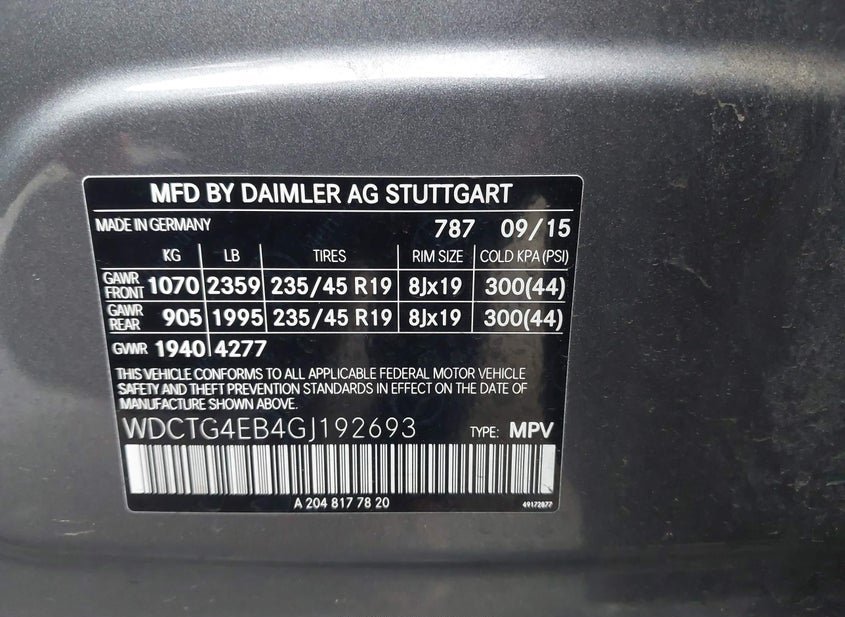 MFD BY DAIMLER AG STUTTGART
MADE IN GERMANY 787 09/15
KG LB TIRES RIM SIZE COLD KPA (PSI)
GAWR FRONT 1070 2359 235/45 R19 8Jx19 300(44)
GAWR REAR 905 1995 235/45 R19 8Jx19 300(44)
GVWR 1940 4277
THIS VEHICLE CONFORMS TO ALL APPLICABLE FEDERAL MOTOR VEHICLE
SAFETY AND THEFT PREVENTION STANDARDS IN EFFECT ON THE DATE OF
MANUFACTURE SHOWN ABOVE.
WDCTG4EB4GJ192693 TYPE: MPV
A 204 817 78 20 49172877